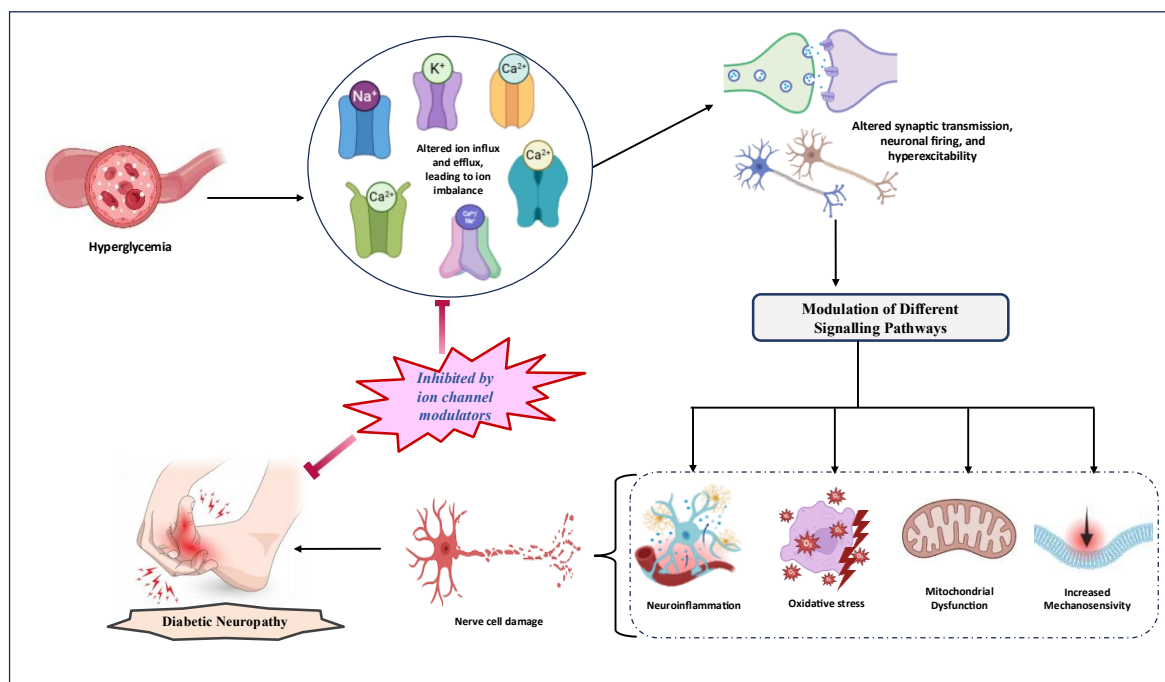 Hyperglycemia
Na⁺
K⁺
Ca²⁺
Ca²⁺
Ca²⁺
Ca²⁺/
Na⁺
Altered ion influx
and efflux,
leading to ion
imbalance
Altered synaptic transmission,
neuronal firing, and
hyperexcitability
Modulation of Different
Signalling Pathways
Inhibited by
ion channel
modulators
Neuroinflammation
Oxidative stress
Mitochondrial
Dysfunction
Increased
Mechanosensivity
Nerve cell damage
Diabetic Neuropathy